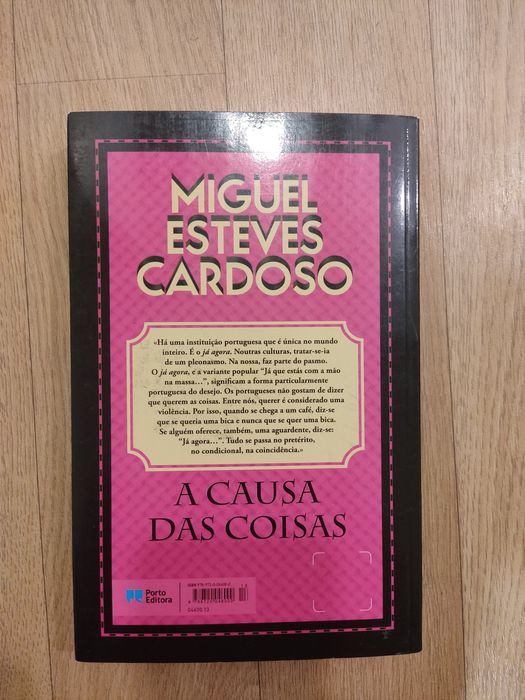 MIGUEL
ESTEVES
CARDOSO
«Há uma instituição portuguesa que é única no mundo
inteiro. É o já agora. Noutras culturas, tratar-se-ia
de um pleonasmo. Na nossa, faz parte do pasmo.
O já agora, e a variante popular “Já que estás com a mão
na massa…”, significam a forma particularmente
portuguesa do desejo. Os portugueses não gostam de dizer
que querem as coisas. Entre nós, querer é considerado uma
violência. Por isso, quando se chega a um café, diz-se
que se queria uma bica e nunca que se quer uma bica.
Se alguém oferece, também, uma aguardente, diz-se:
“Já agora…”. Tudo se passa no pretérito,
no condicional, na coincidência.»
A CAUSA
DAS COISAS
Porto
Editora
ISBN
04600.13